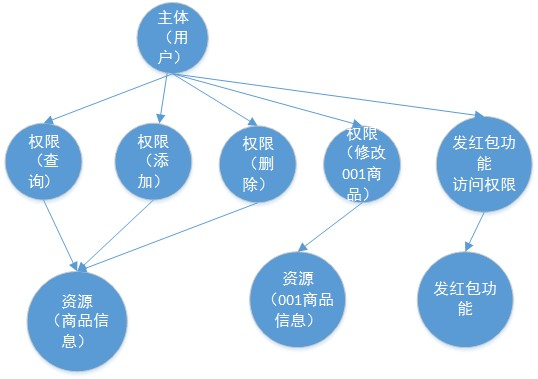 主体
（用
户）
权限
（查
询）
权限
（添
加）
权限
（删
除）
权限
（修改
001商
品）
发红包功
能
访问权限
资源
（商品信
息）
资源
（001商品
信息）
发红包功
能